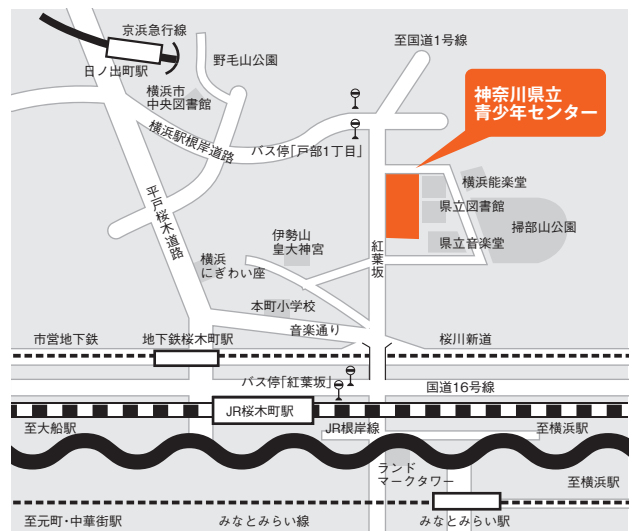 京浜急行線
日ノ出町駅
野毛山公園
至国道1号線
横浜市
中央図書館
神奈川県立
青少年センター
横浜駅根岸道路
バス停「戸部1丁目」
横浜能楽堂
県立図書館
掃部山公園
県立音楽堂
平戸桜木道路
伊勢山
皇大神宮
紅葉坂
横浜
にぎわい座
本町小学校
音楽通り
市営地下鉄
地下鉄桜木町駅
桜川新道
バス停「紅葉坂」
国道16号線
JR桜木町駅
至大船駅
JR根岸線
至横浜駅
ランド
マークタワー
至横浜駅
至元町・中華街駅
みなとみらい線
みなとみらい駅